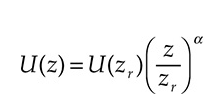 U(z) = U(z_r) (z/z_r)^α